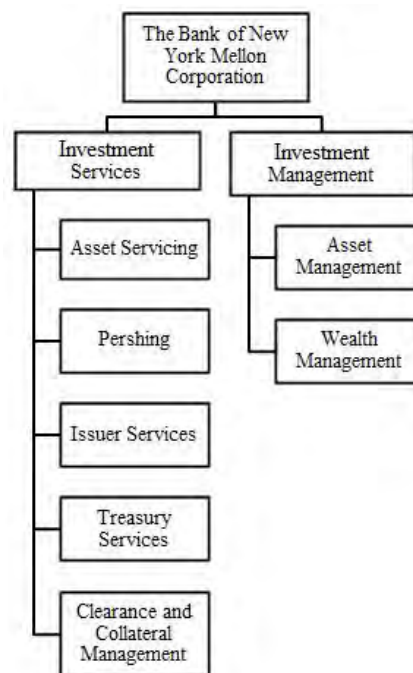 The Bank of New
York Mellon
Corporation
Investment
Services
Investment
Management
Asset Servicing
Pershing
Issuer Services
Treasury
Services
Clearance and
Collateral
Management
Asset
Management
Wealth
Management